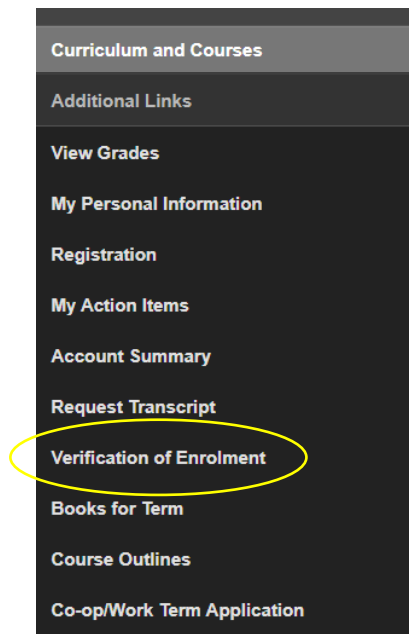 Curriculum and Courses
Additional Links
View Grades
My Personal Information
Registration
My Action Items
Account Summary
Request Transcript
Verification of Enrolment
Books for Term
Course Outlines
Co-op/Work Term Application